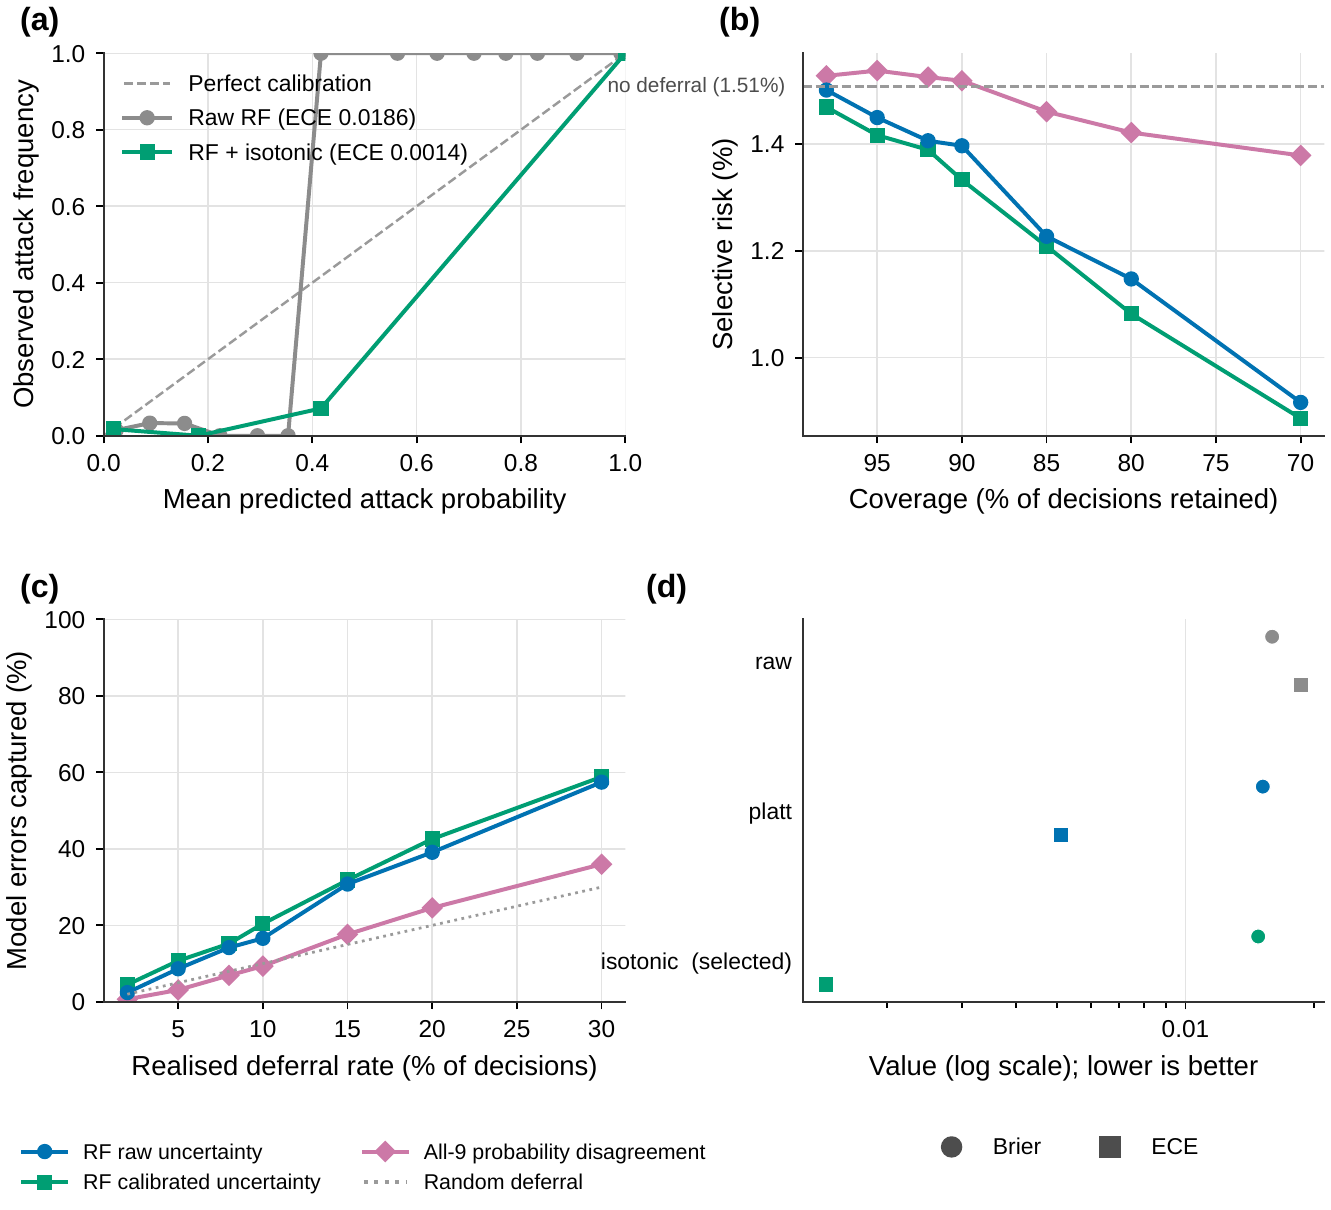 (a)
1.0
0.8
0.6
0.4
0.2
0.0
Observed attack frequency
Perfect calibration
Raw RF (ECE 0.0186)
RF + isotonic (ECE 0.0014)
0.0 0.2 0.4 0.6 0.8 1.0
Mean predicted attack probability
(b)
no deferral (1.51%)
1.4
1.2
1.0
Selective risk (%)
95 90 85 80 75 70
Coverage (% of decisions retained)
(c)
100
80
60
40
20
0
Model errors captured (%)
5 10 15 20 25 30
Realised deferral rate (% of decisions)
(d)
raw
platt
isotonic (selected)
0.01
Value (log scale); lower is better
RF raw uncertainty
RF calibrated uncertainty
All-9 probability disagreement
Random deferral
Brier
ECE